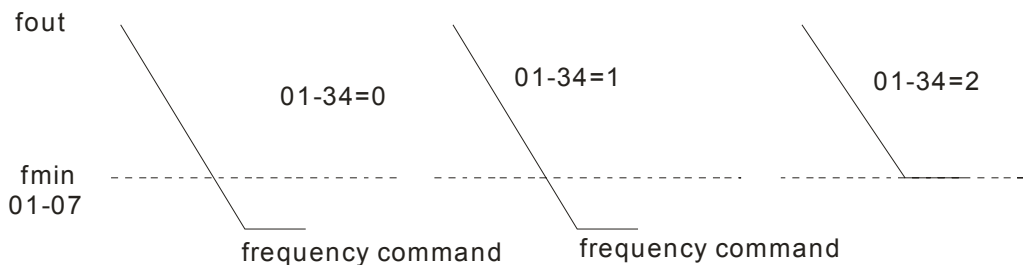 fout
01-34=0
01-34=1
01-34=2
fmin
01-07
frequency command
frequency command